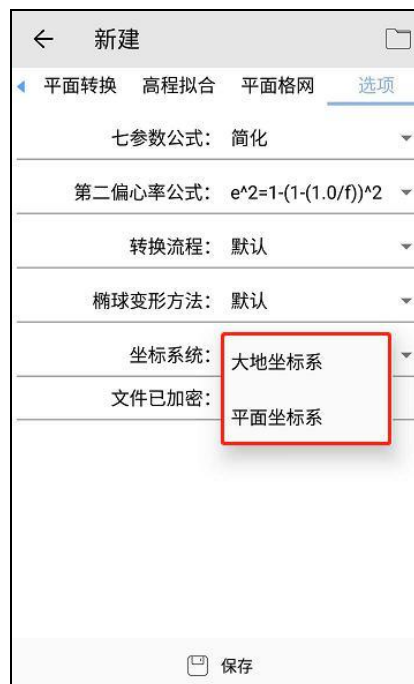 新建
平面转换 高程拟合 平面格网 选项
七参数公式： 简化
第二偏心率公式： e^2=1-(1-(1.0/f))^2
转换流程： 默认
椭球变形方法： 默认
坐标系统： 大地坐标系
文件已加密：
平面坐标系
保存